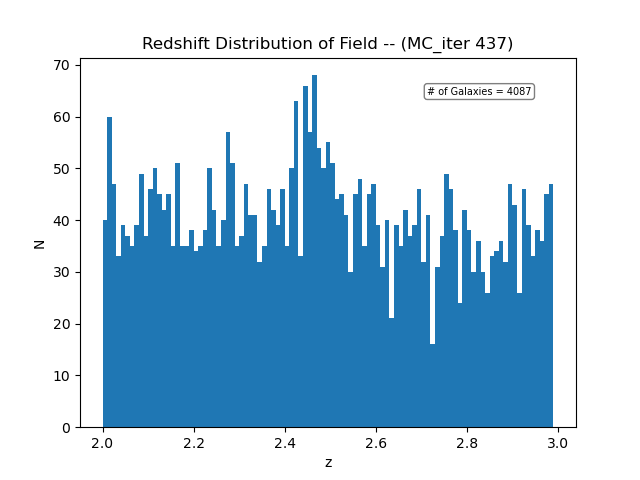 Redshift Distribution of Field -- (MC_iter 437)
70
60
50
40
30
20
10
0
N
# of Galaxies = 4087
2.0 2.2 2.4 2.6 2.8 3.0
z